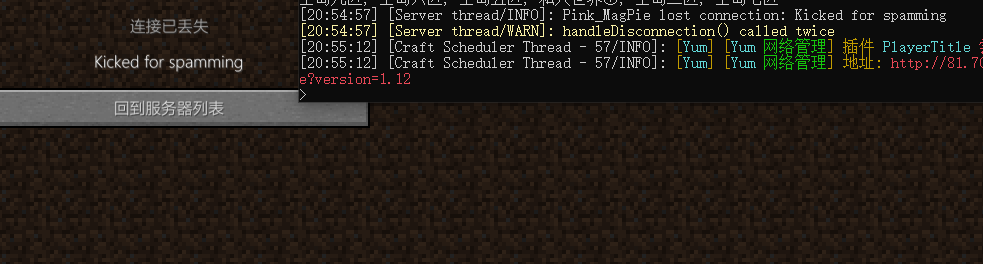 连接已丢失
Kicked for spamming
回到服务器列表
[20:54:57] [Server thread/INFO]: Pink_MagPie lost connection: Kicked for spamming
[20:54:57] [Server thread/WARN]: handleDisconnection() called twice
[20:55:12] [Craft Scheduler Thread - 57/INFO]: [Yum] [Yum 网络管理] 插件 PlayerTitle
[20:55:12] [Craft Scheduler Thread - 57/INFO]: [Yum] [Yum 网络管理] 地址: http://81.70
e?version=1.12
>